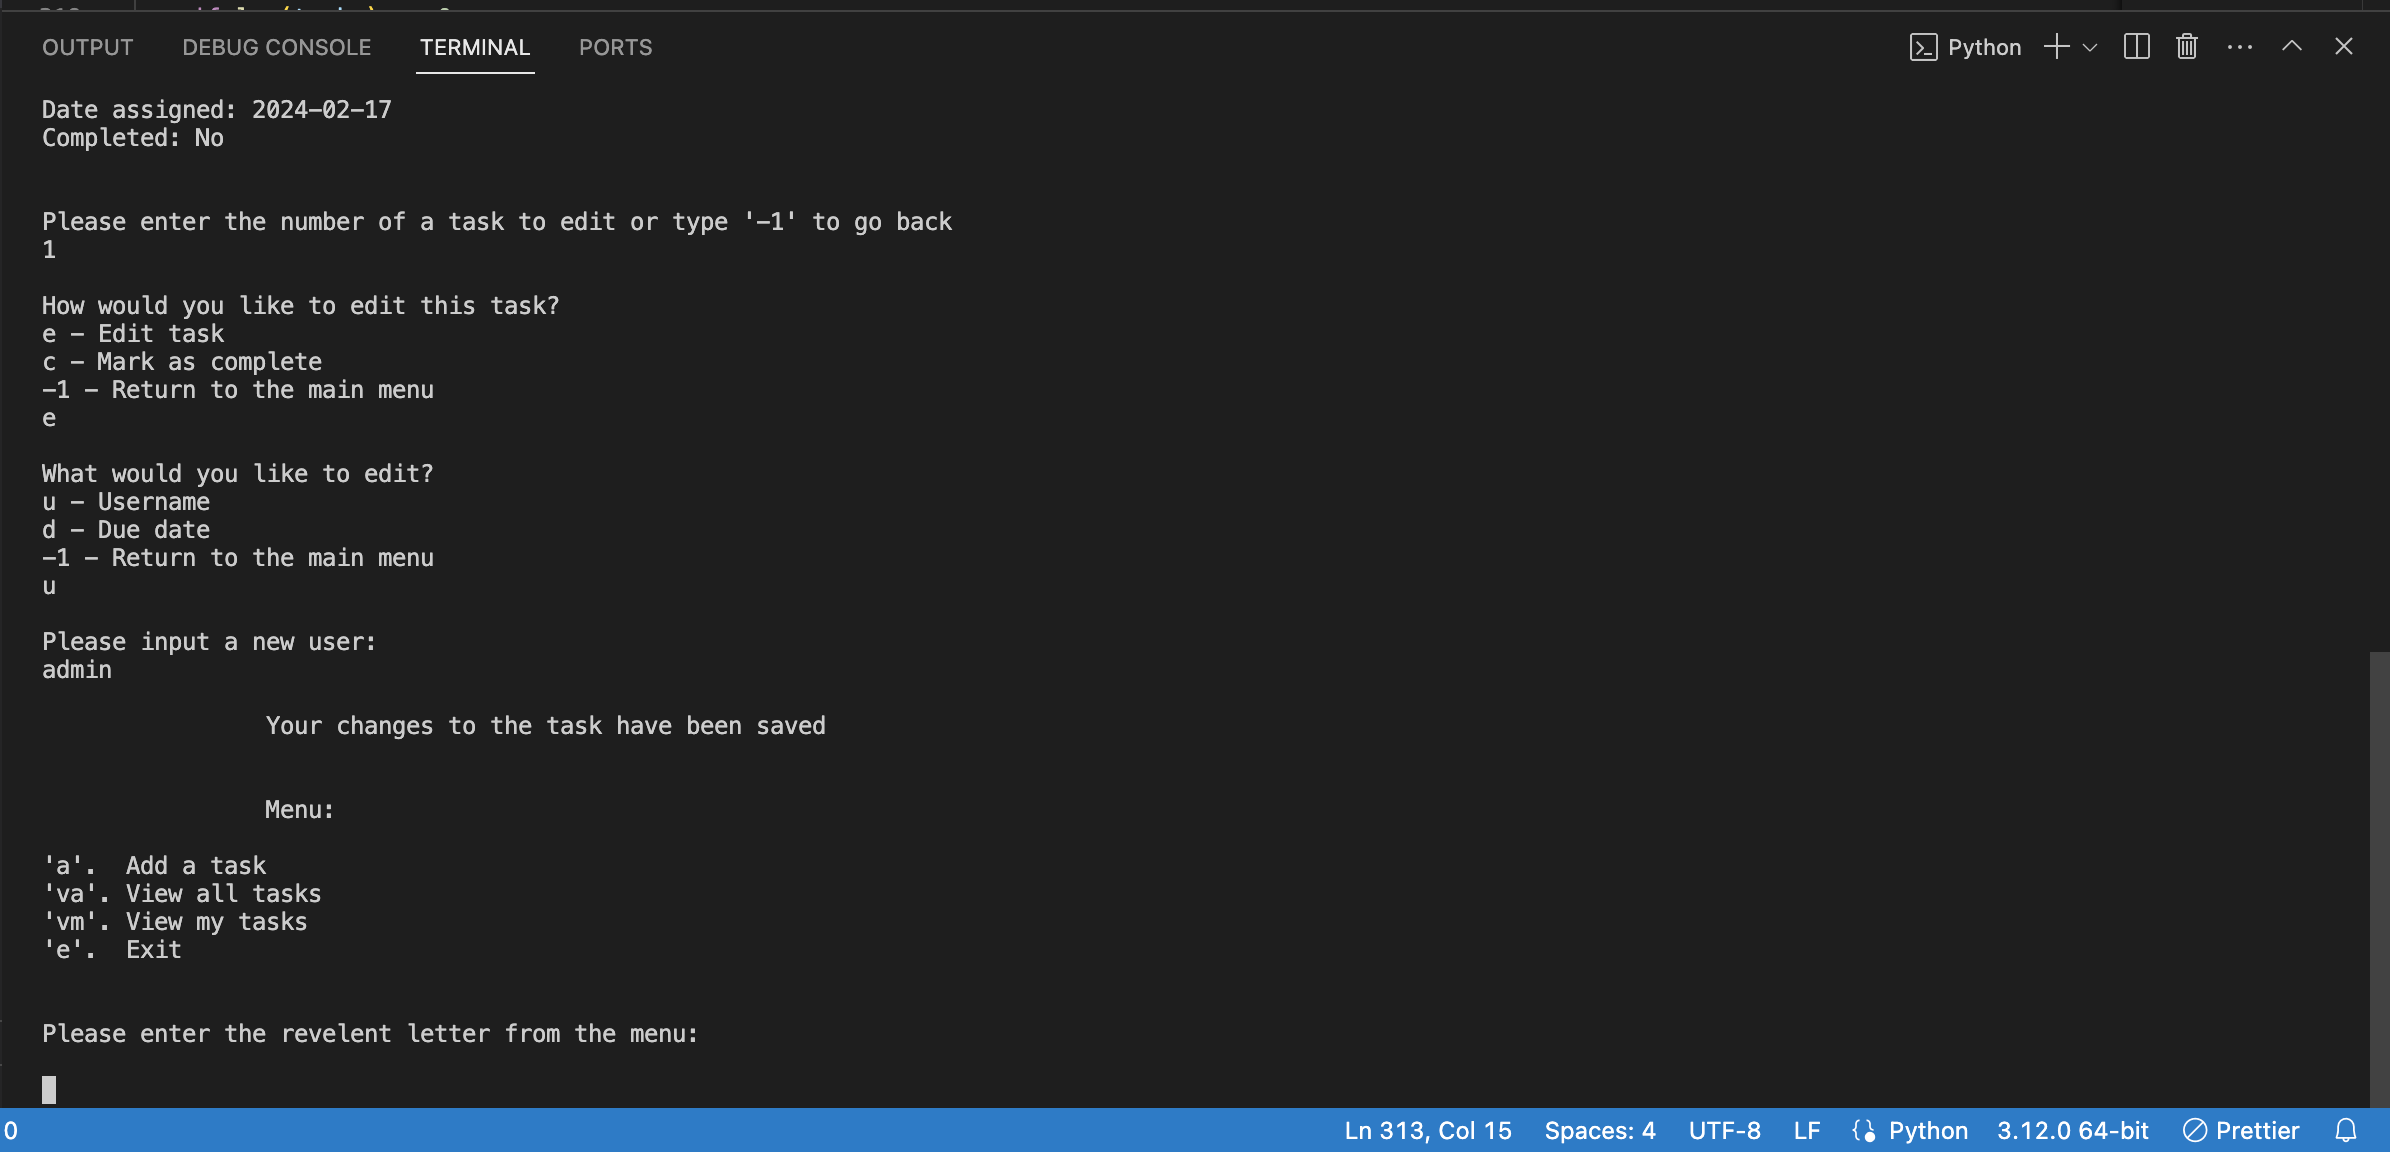 OUTPUT DEBUG CONSOLE TERMINAL PORTS Python
Date assigned: 2024-02-17
Completed: No
Please enter the number of a task to edit or type '-1' to go back
1
How would you like to edit this task?
e - Edit task
c - Mark as complete
-1 - Return to the main menu
e
What would you like to edit?
u - Username
d - Due date
-1 - Return to the main menu
u
Please input a new user:
admin
Your changes to the task have been saved
Menu:
'a'. Add a task
'va'. View all tasks
'vm'. View my tasks
'e'. Exit
Please enter the revelent letter from the menu:
0 Ln 313, Col 15 Spaces: 4 UTF-8 LF Python 3.12.0 64-bit Prettier